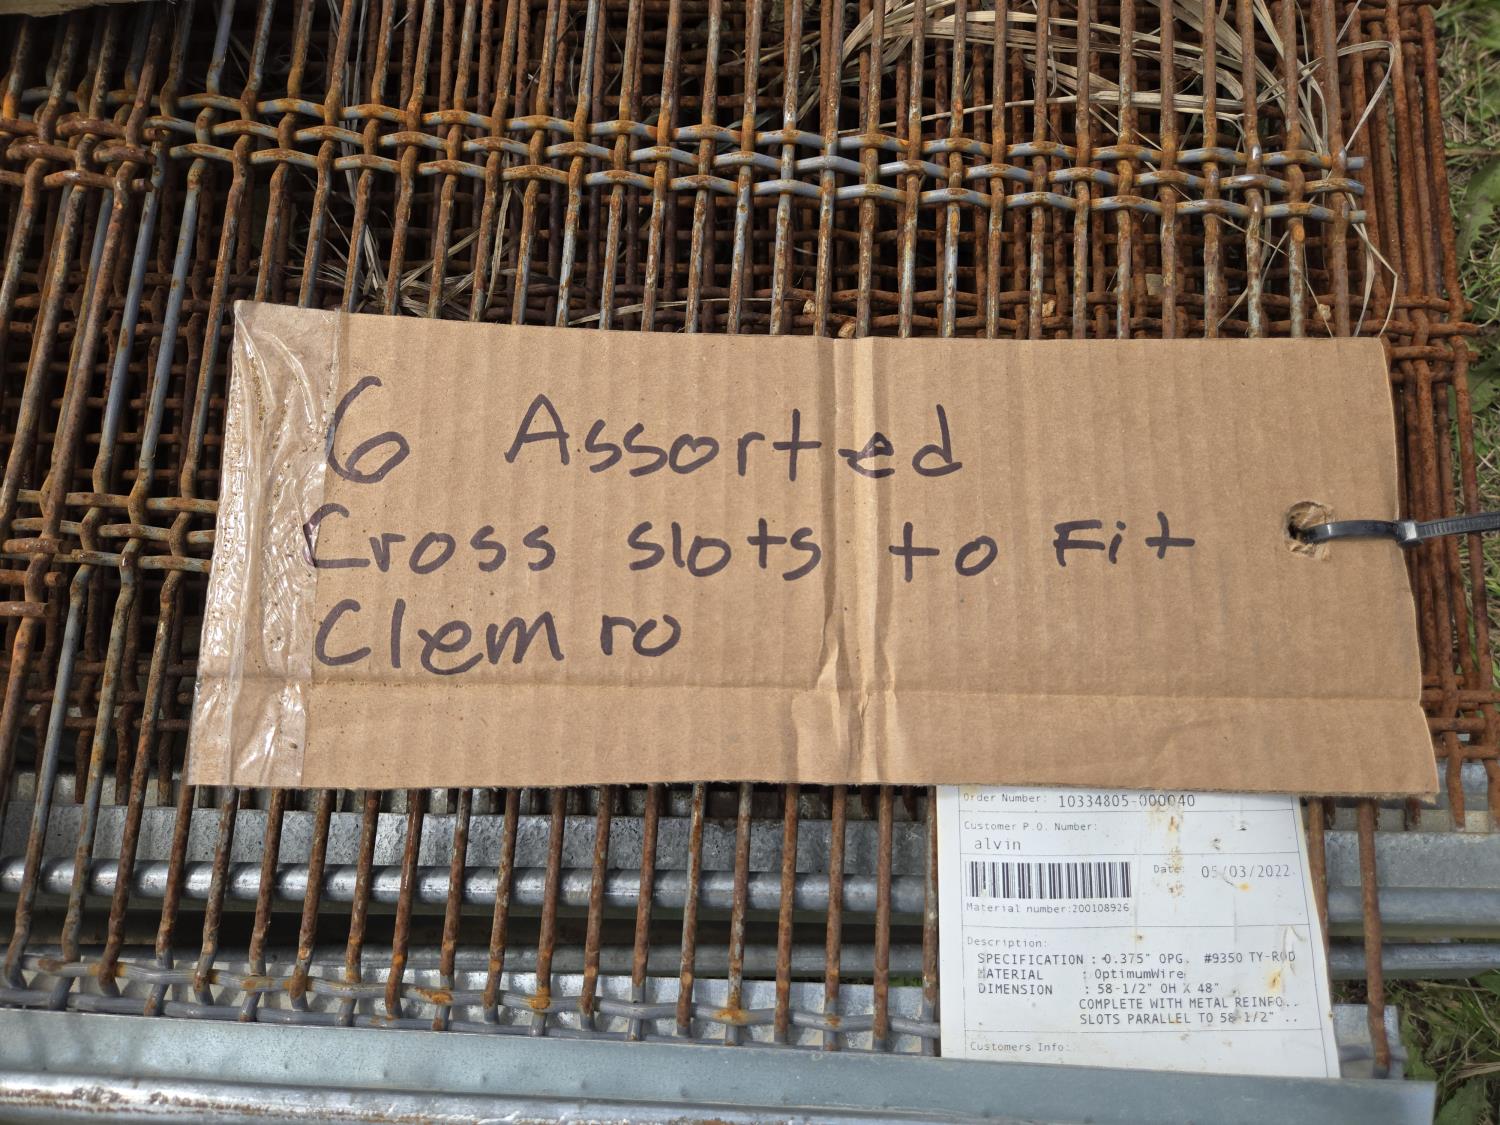 6 Assorted
Cross slots to Fit
Clemro
Order Number: 10334805-000040
Customer P.O. Number:
alvin
Date: 05/03/2022
Material number:200108926
Description:
SPECIFICATION : 0.375" OPG. #9350 TY-ROD
MATERIAL : OptimumWire
DIMENSION : 58-1/2" OH X 48"
COMPLETE WITH METAL REINFO..
SLOTS PARALLEL TO 58-1/2" ..
Customers Info: